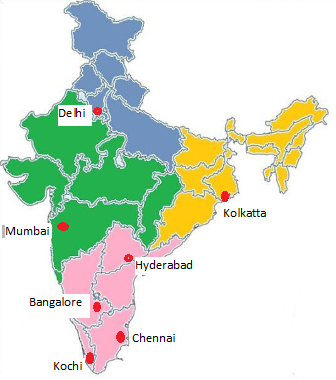 Delhi
Kolkatta
Mumbai
Hyderabad
Bangalore
Chennai
Kochi